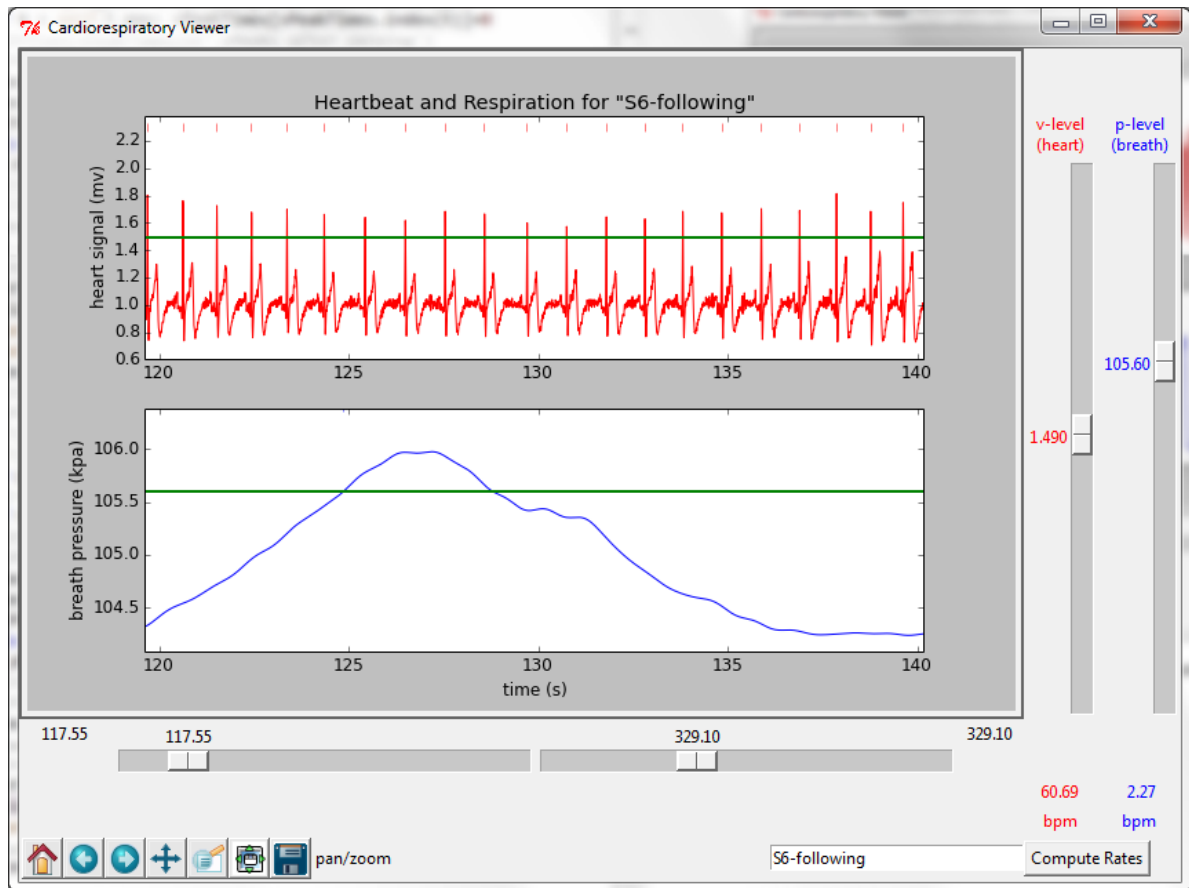 Cardiorespiratory Viewer
Heartbeat and Respiration for "S6-following"
v-level
(heart)
p-level
(breath)
heart signal (mv)
2.2
2.0
1.8
1.6
1.4
1.2
1.0
0.8
0.6
120 125 130 135 140
105.60
1.490
breath pressure (kpa)
106.0
105.5
105.0
104.5
120 125 130 135 140
time (s)
117.55 117.55 329.10 329.10
60.69 2.27
bpm bpm
pan/zoom S6-following Compute Rates